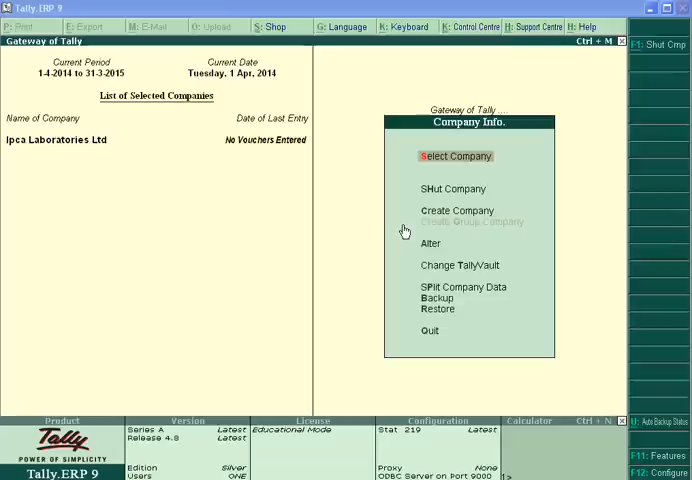 Tally.ERP 9
P: Print
E: Export
M: E-Mail
O: Upload
S: Shop
G: Language
K: Keyboard
K: Control Centre
H: Support Centre
H: Help
Gateway of Tally
Ctrl + M
F1: Shut Cmp
Current Period
Current Date
1-4-2014 to 31-3-2015
Tuesday, 1 Apr, 2014
List of Selected Companies
Name of Company
Date of Last Entry
Ipca Laboratories Ltd
No Vouchers Entered
Gateway of Tally ....
Company Info.
Select Company
SHut Company
Create Company
Create Group Company
Alter
Change TallyVault
SPlit Company Data
Backup
Restore
Quit
U: Auto Backup Status
F11: Features
F12: Configure
Product
Version
License
Configuration
Calculator
Ctrl + N
Tally
POWER OF SIMPLICITY
Tally.ERP 9
Series A
Latest
Release 4.8
Latest
Edition
Silver
Users
ONE
Educational Mode
Stat 219
Latest
Proxy
None
ODBC Server on Port 9000
1>